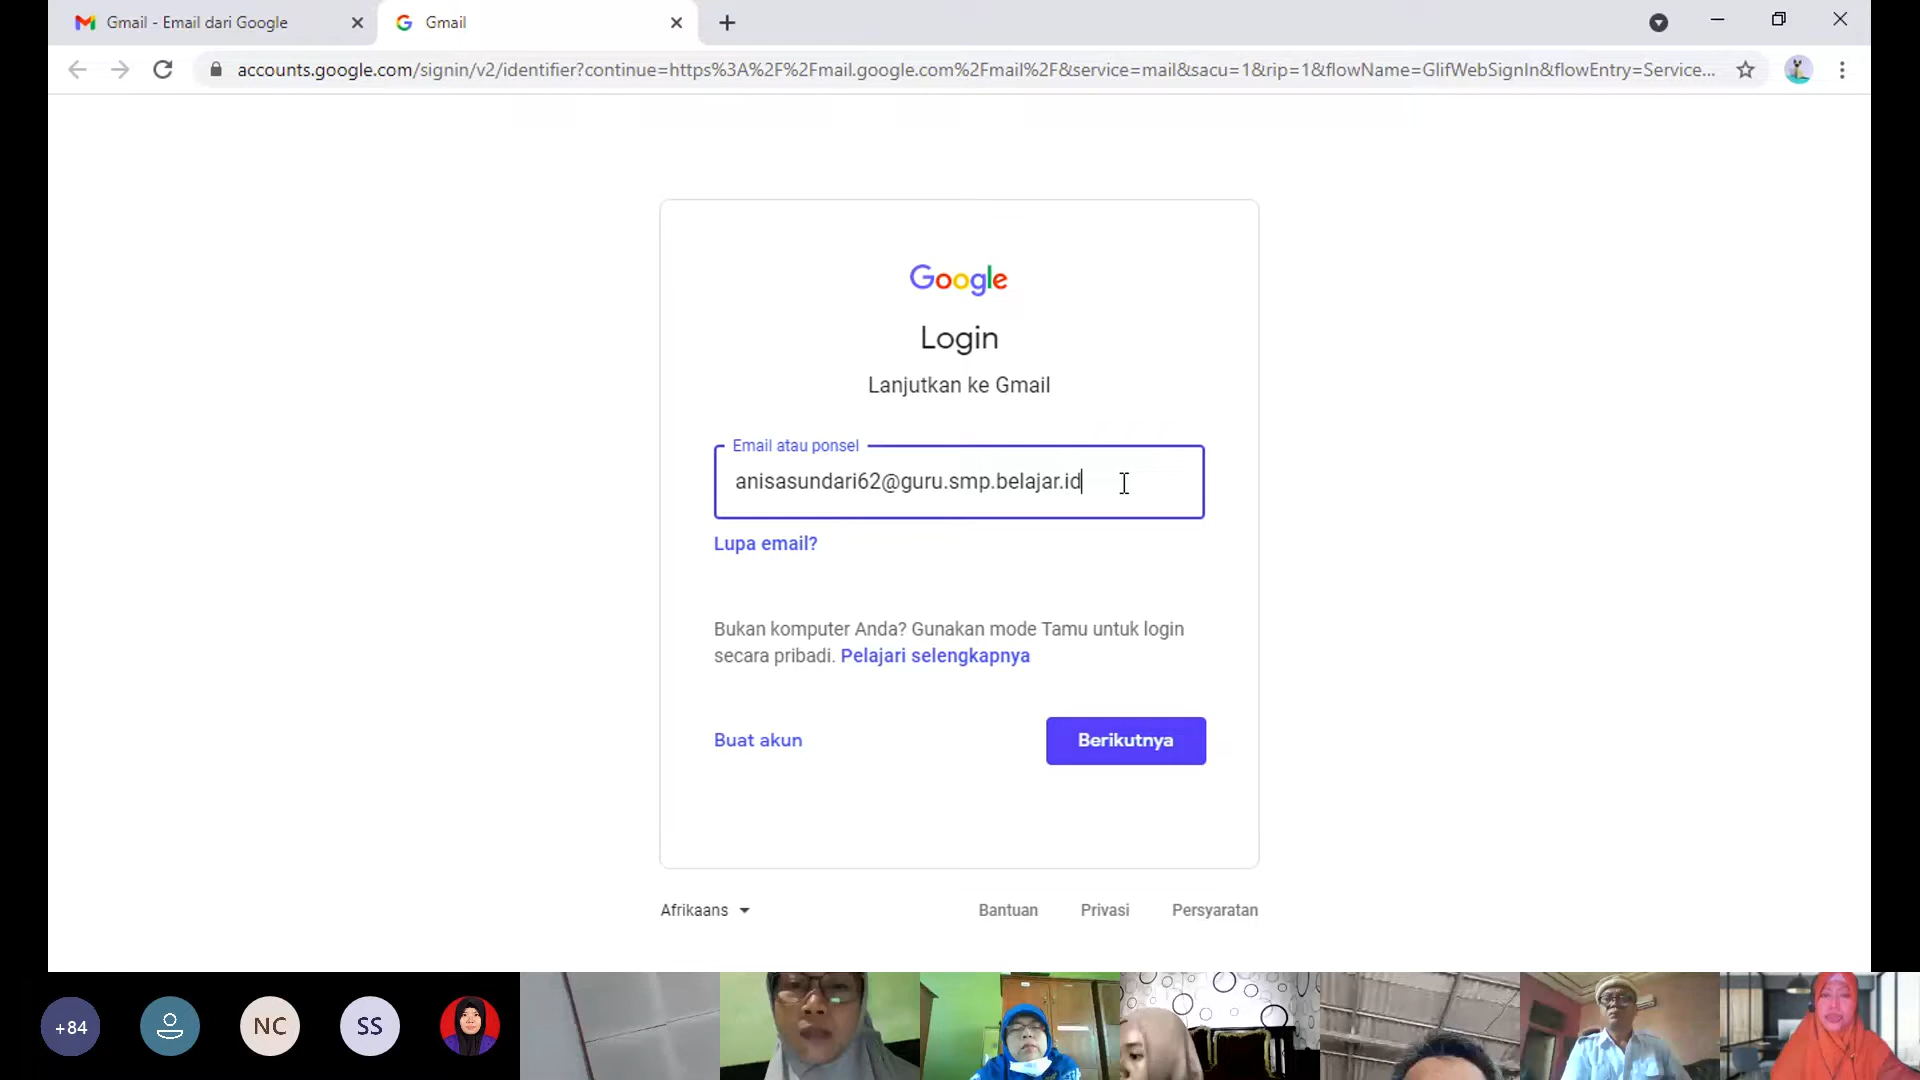 Gmail - Email dari Google
Gmail
accounts.google.com/signin/v2/identifier?continue=https%3A%2F%2Fmail.google.com%2Fmail%2F&service=mail&sacu=1&rip=1&flowName=GlifWebSignIn&flowEntry=Service...
Google
Login
Lanjutkan ke Gmail
Email atau ponsel
anisasundari62@guru.smp.belajar.id
Lupa email?
Bukan komputer Anda? Gunakan mode Tamu untuk login
secara pribadi. Pelajari selengkapnya
Buat akun
Berikutnya
Afrikaans
Bantuan
Privasi
Persyaratan
+84
NC
SS